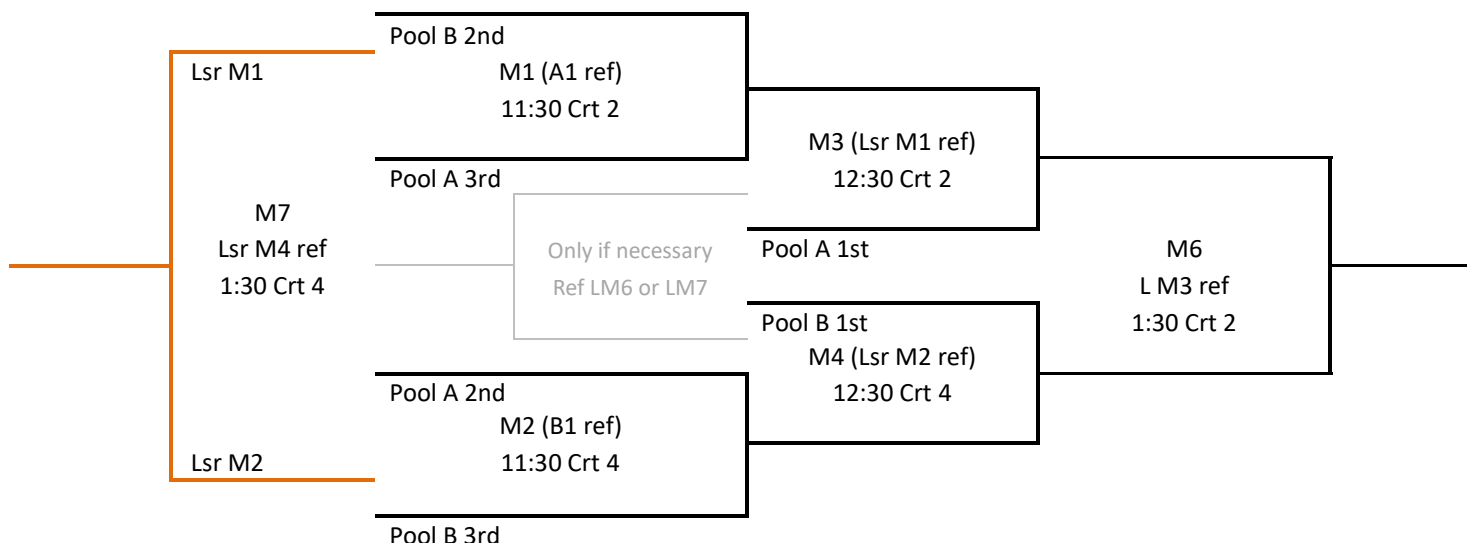 Pool B 2nd
Lsr M1
M1 (A1 ref)
11:30 Crt 2
M3 (Lsr M1 ref)
12:30 Crt 2
Pool A 3rd
M7
Lsr M4 ref
1:30 Crt 4
Only if necessary
Ref LM6 or LM7
Pool A 1st
M6
L M3 ref
1:30 Crt 2
Pool B 1st
M4 (Lsr M2 ref)
12:30 Crt 4
Pool A 2nd
M2 (B1 ref)
11:30 Crt 4
Lsr M2
Pool B 3rd